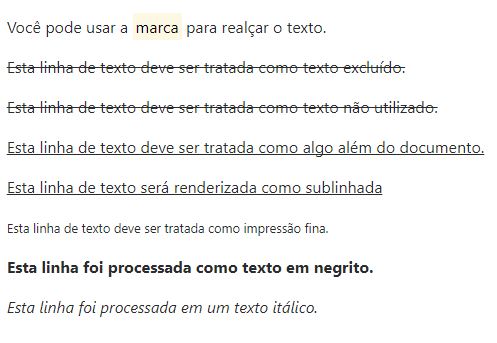 Você pode usar a marca para realçar o texto.
Esta linha de texto deve ser tratada como texto excluído.
Esta linha de texto deve ser tratada como texto não utilizado.
Esta linha de texto deve ser tratada como algo além do documento.
Esta linha de texto será renderizada como sublinhada
Esta linha de texto deve ser tratada como impressão fina.
Esta linha foi processada como texto em negrito.
Esta linha foi processada em um texto itálico.